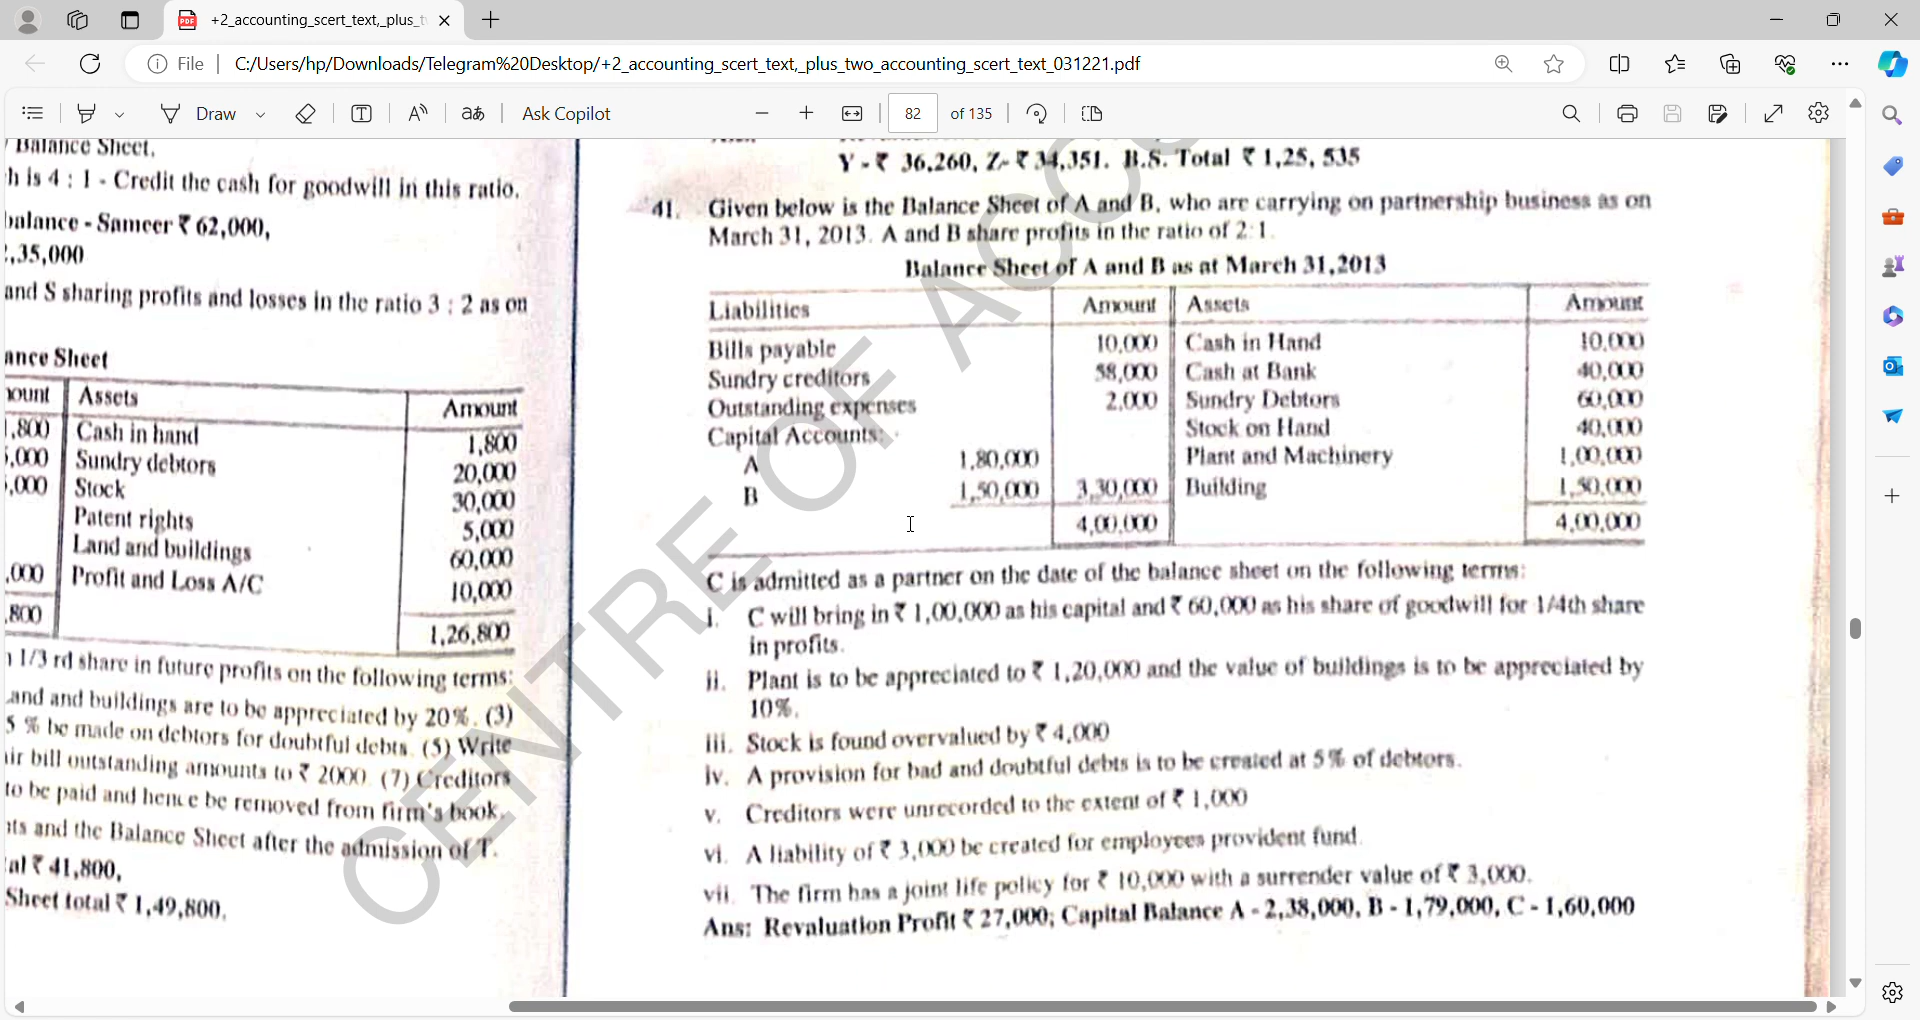 +2_accounting_scert_text,_plus_t
File
C:/Users/hp/Downloads/Telegram%20Desktop/+2_accounting_scert_text,_plus_two_accounting_scert_text_031221.pdf
Draw
Ask Copilot
82 of 135
Balance Sheet.
h is 4 : 1 - Credit the cash for goodwill in this ratio.
balance - Sameer ₹ 62,000,
,35,000
and S sharing profits and losses in the ratio 3 : 2 as on
ance Sheet
ount Assets Amount
,800 Cash in hand 1,800
,000 Sundry debtors 20,000
,000 Stock 30,000
Patent rights 5,000
Land and buildings 60,000
,000 Profit and Loss A/C 10,000
800 1,26,800
1/3 rd share in future profits on the following terms:
and and buildings are to be appreciated by 20%. (3)
5 % be made on debtors for doubtful debts. (5) Write
ir bill outstanding amounts to ₹ 2000. (7) Creditors
to be paid and hence be removed from firm's book.
ts and the Balance Sheet after the admission of T.
al ₹ 41,800,
Sheet total ₹ 1,49,800.
Y - ₹ 36,260, Z- ₹ 34,351. B.S. Total ₹ 1,25, 535
41. Given below is the Balance Sheet of A and B, who are carrying on partnership business as on
March 31, 2013. A and B share profits in the ratio of 2:1.
Balance Sheet of A and B as at March 31,2013
Liabilities Amount Assets Amount
Bills payable 10,000 Cash in Hand 10,000
Sundry creditors 58,000 Cash at Bank 40,000
Outstanding expenses 2,000 Sundry Debtors 60,000
Capital Accounts: Stock on Hand 40,000
A 1,80,000 Plant and Machinery 1,00,000
B 1,50,000 3,30,000 Building 1,50,000
4,00,000 4,00,000
C is admitted as a partner on the date of the balance sheet on the following terms:
i. C will bring in ₹ 1,00,000 as his capital and ₹ 60,000 as his share of goodwill for 1/4th share
in profits.
ii. Plant is to be appreciated to ₹ 1,20,000 and the value of buildings is to be appreciated by
10%.
iii. Stock is found overvalued by ₹ 4,000
iv. A provision for bad and doubtful debts is to be created at 5% of debtors.
v. Creditors were unrecorded to the extent of ₹ 1,000
vi. A liability of ₹ 3,000 be created for employees provident fund.
vii. The firm has a joint life policy for ₹ 10,000 with a surrender value of ₹ 3,000.
Ans: Revaluation Profit ₹ 27,000; Capital Balance A - 2,38,000, B - 1,79,000, C - 1,60,000
CENTRE OF ACC